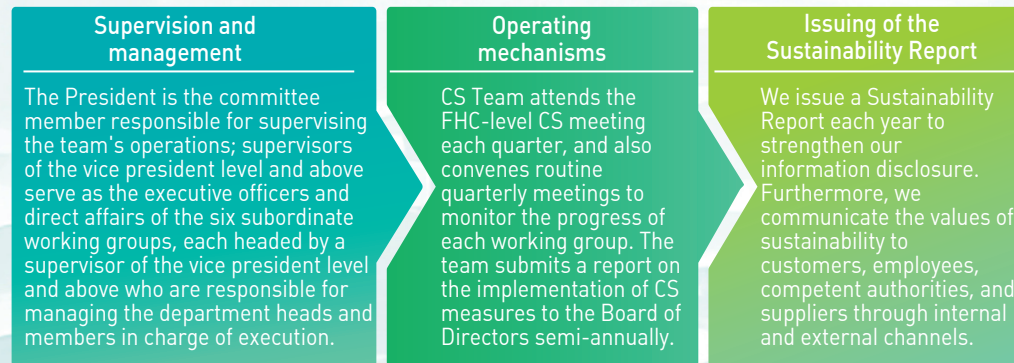 Supervision and
management
The President is the committee
member responsible for supervising
the team's operations; supervisors
of the vice president level and above
serve as the executive officers and
direct affairs of the six subordinate
working groups, each headed by a
supervisor of the vice president level
and above who are responsible for
managing the department heads and
members in charge of execution.
Operating
mechanisms
CS Team attends the
FHC-level CS meeting
each quarter, and also
convenes routine
quarterly meetings to
monitor the progress of
each working group. The
team submits a report on
the implementation of CS
measures to the Board of
Directors semi-annually.
Issuing of the
Sustainability Report
We issue a Sustainability
Report each year to
strengthen our
information disclosure.
Furthermore, we
communicate the values of
sustainability to
customers, employees,
competent authorities, and
suppliers through internal
and external channels.